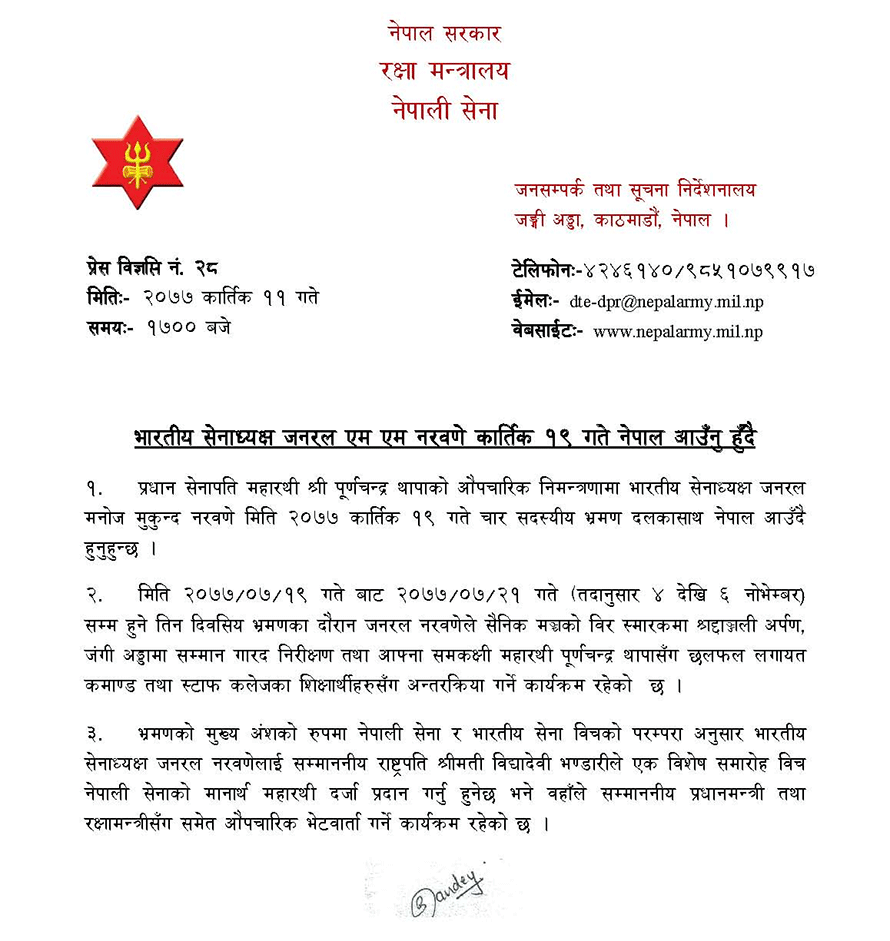 नेपाल सरकार
रक्षा मन्त्रालय
नेपाली सेना
जनसम्पर्क तथा सूचना निर्देशनालय
जङ्गी अड्डा, काठमाडौं, नेपाल ।
प्रेस विज्ञप्ति नं. २८
मितिः- २०७७ कार्तिक ११ गते
समयः- १७०० बजे
टेलिफोनः-४२४६१४०/९८५१०७९९१७
ईमेलः- dte-dpr@nepalarmy.mil.np
वेबसाईटः- www.nepalarmy.mil.np
भारतीय सेनाध्यक्ष जनरल एम एम नरवणे कार्तिक १९ गते नेपाल आउँनु हुँदै
१. प्रधान सेनापति महारथी श्री पूर्णचन्द्र थापाको औपचारिक निमन्त्रणामा भारतीय सेनाध्यक्ष जनरल
मनोज मुकुन्द नरवणे मिति २०७७ कार्तिक १९ गते चार सदस्यीय भ्रमण दलकासाथ नेपाल आउँदै
हुनुहुन्छ ।
२. मिति २०७७/०७/१९ गते बाट २०७७/०७/२१ गते (तदानुसार ४ देखि ६ नोभेम्बर)
सम्म हुने तिन दिवसिय भ्रमणका दौरान जनरल नरवणेले सैनिक मञ्चको विर स्मारकमा श्रद्धाञ्जली अर्पण,
जंगी अड्डामा सम्मान गारद निरीक्षण तथा आफ्ना समकक्षी महारथी पूर्णचन्द्र थापासँग छलफल लगायत
कमाण्ड तथा स्टाफ कलेजका शिक्षार्थीहरुसँग अन्तरक्रिया गर्ने कार्यक्रम रहेको छ ।
३. भ्रमणको मुख्य अंशको रुपमा नेपाली सेना र भारतीय सेना विचको परम्परा अनुसार भारतीय
सेनाध्यक्ष जनरल नरवणेलाई सम्माननीय राष्ट्रपति श्रीमती विद्यादेवी भण्डारीले एक विशेष समारोह विच
नेपाली सेनाको मानार्थ महारथी दर्जा प्रदान गर्नु हुनेछ भने वहाँले सम्माननीय प्रधानमन्त्री तथा
रक्षामन्त्रीसँग समेत औपचारिक भेटवार्ता गर्ने कार्यक्रम रहेको छ ।